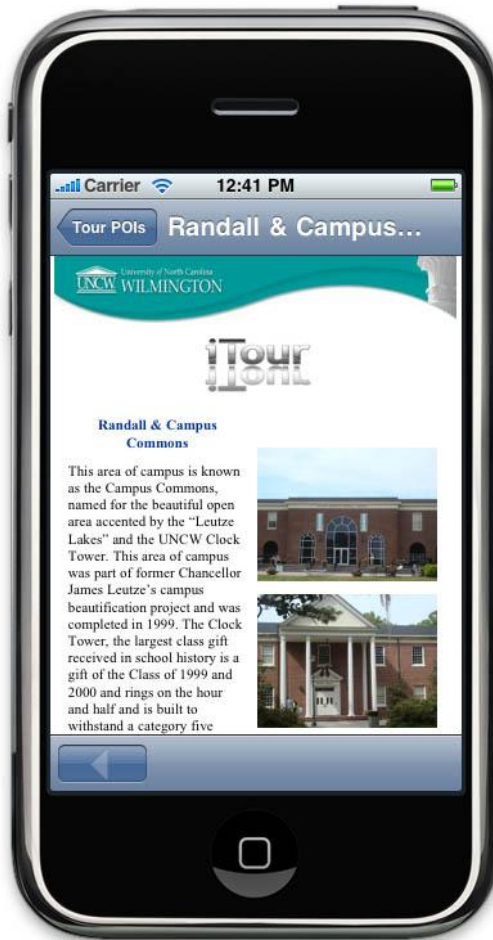 Carrier 12:41 PM
Tour POIs Randall & Campus...
University of North Carolina
UNCW WILMINGTON
iTour
Randall & Campus
Commons
This area of campus is known
as the Campus Commons,
named for the beautiful open
area accented by the “Leutze
Lakes” and the UNCW Clock
Tower. This area of campus
was part of former Chancellor
James Leutze’s campus
beautification project and was
completed in 1999. The Clock
Tower, the largest class gift
received in school history is a
gift of the Class of 1999 and
2000 and rings on the hour
and half and is built to
withstand a category five